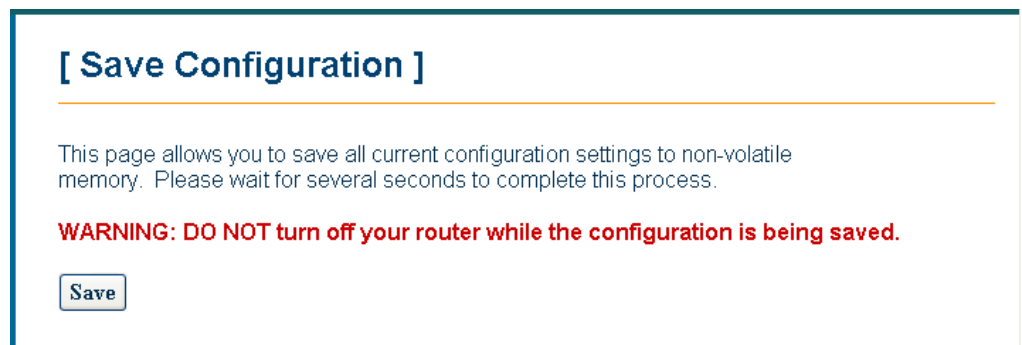 [ Save Configuration ]
This page allows you to save all current configuration settings to non-volatile
memory.  Please wait for several seconds to complete this process.
WARNING: DO NOT turn off your router while the configuration is being saved.
Save